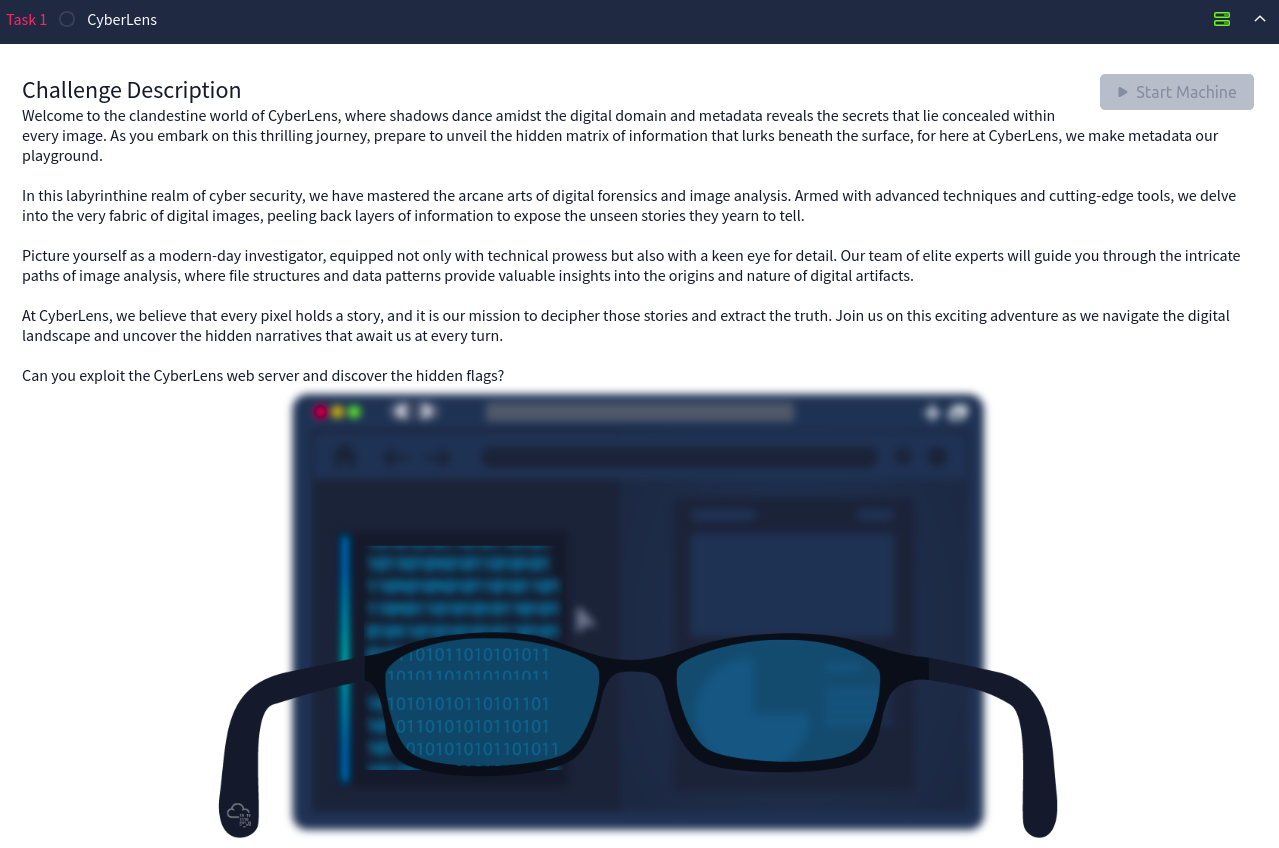 Task 1 CyberLens
Challenge Description
Start Machine
Welcome to the clandestine world of CyberLens, where shadows dance amidst the digital domain and metadata reveals the secrets that lie concealed within
every image. As you embark on this thrilling journey, prepare to unveil the hidden matrix of information that lurks beneath the surface, for here at CyberLens, we make metadata our
playground.
In this labyrinthine realm of cyber security, we have mastered the arcane arts of digital forensics and image analysis. Armed with advanced techniques and cutting-edge tools, we delve
into the very fabric of digital images, peeling back layers of information to expose the unseen stories they yearn to tell.
Picture yourself as a modern-day investigator, equipped not only with technical prowess but also with a keen eye for detail. Our team of elite experts will guide you through the intricate
paths of image analysis, where file structures and data patterns provide valuable insights into the origins and nature of digital artifacts.
At CyberLens, we believe that every pixel holds a story, and it is our mission to decipher those stories and extract the truth. Join us on this exciting adventure as we navigate the digital
landscape and uncover the hidden narratives that await us at every turn.
Can you exploit the CyberLens web server and discover the hidden flags?